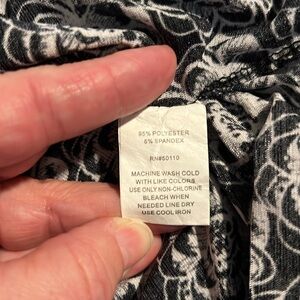 95% POLYESTER
5% SPANDEX
RN#60110
MACHINE WASH COLD
WITH LIKE COLORS
USE ONLY NON-CHLORINE
BLEACH WHEN
NEEDED LINE DRY
USE COOL IRON